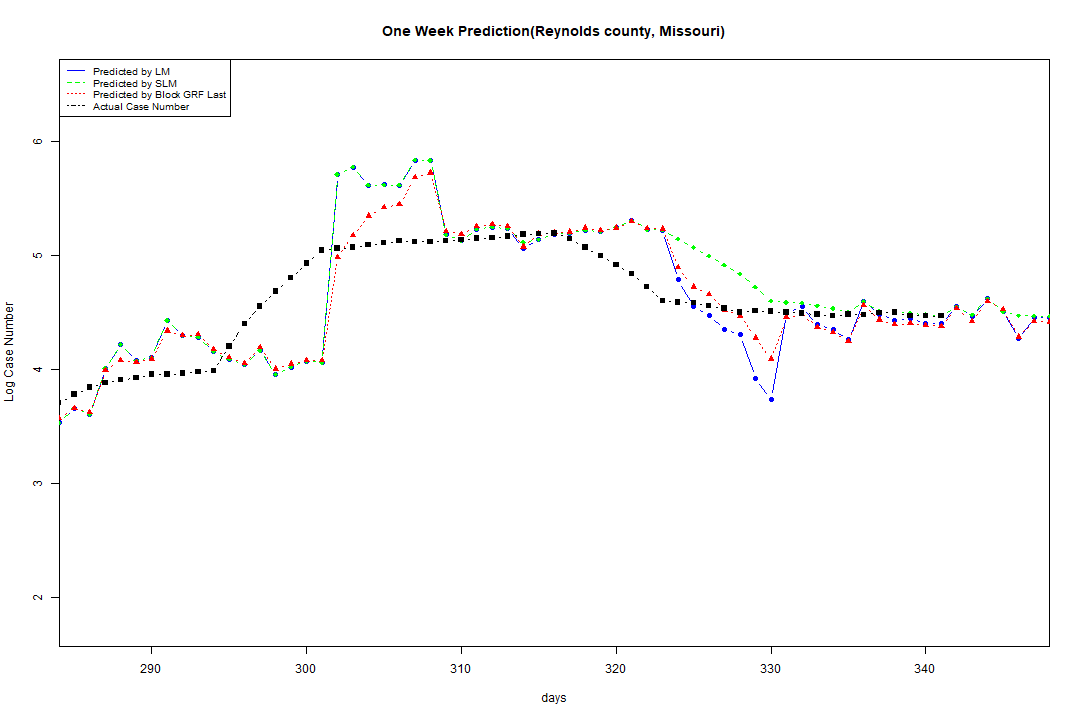 One Week Prediction(Reynolds county, Missouri)
Predicted by LM
Predicted by SLM
Predicted by Block GRF Last
Actual Case Number
Log Case Number
6
5
4
3
2
290 300 310 320 330 340
days